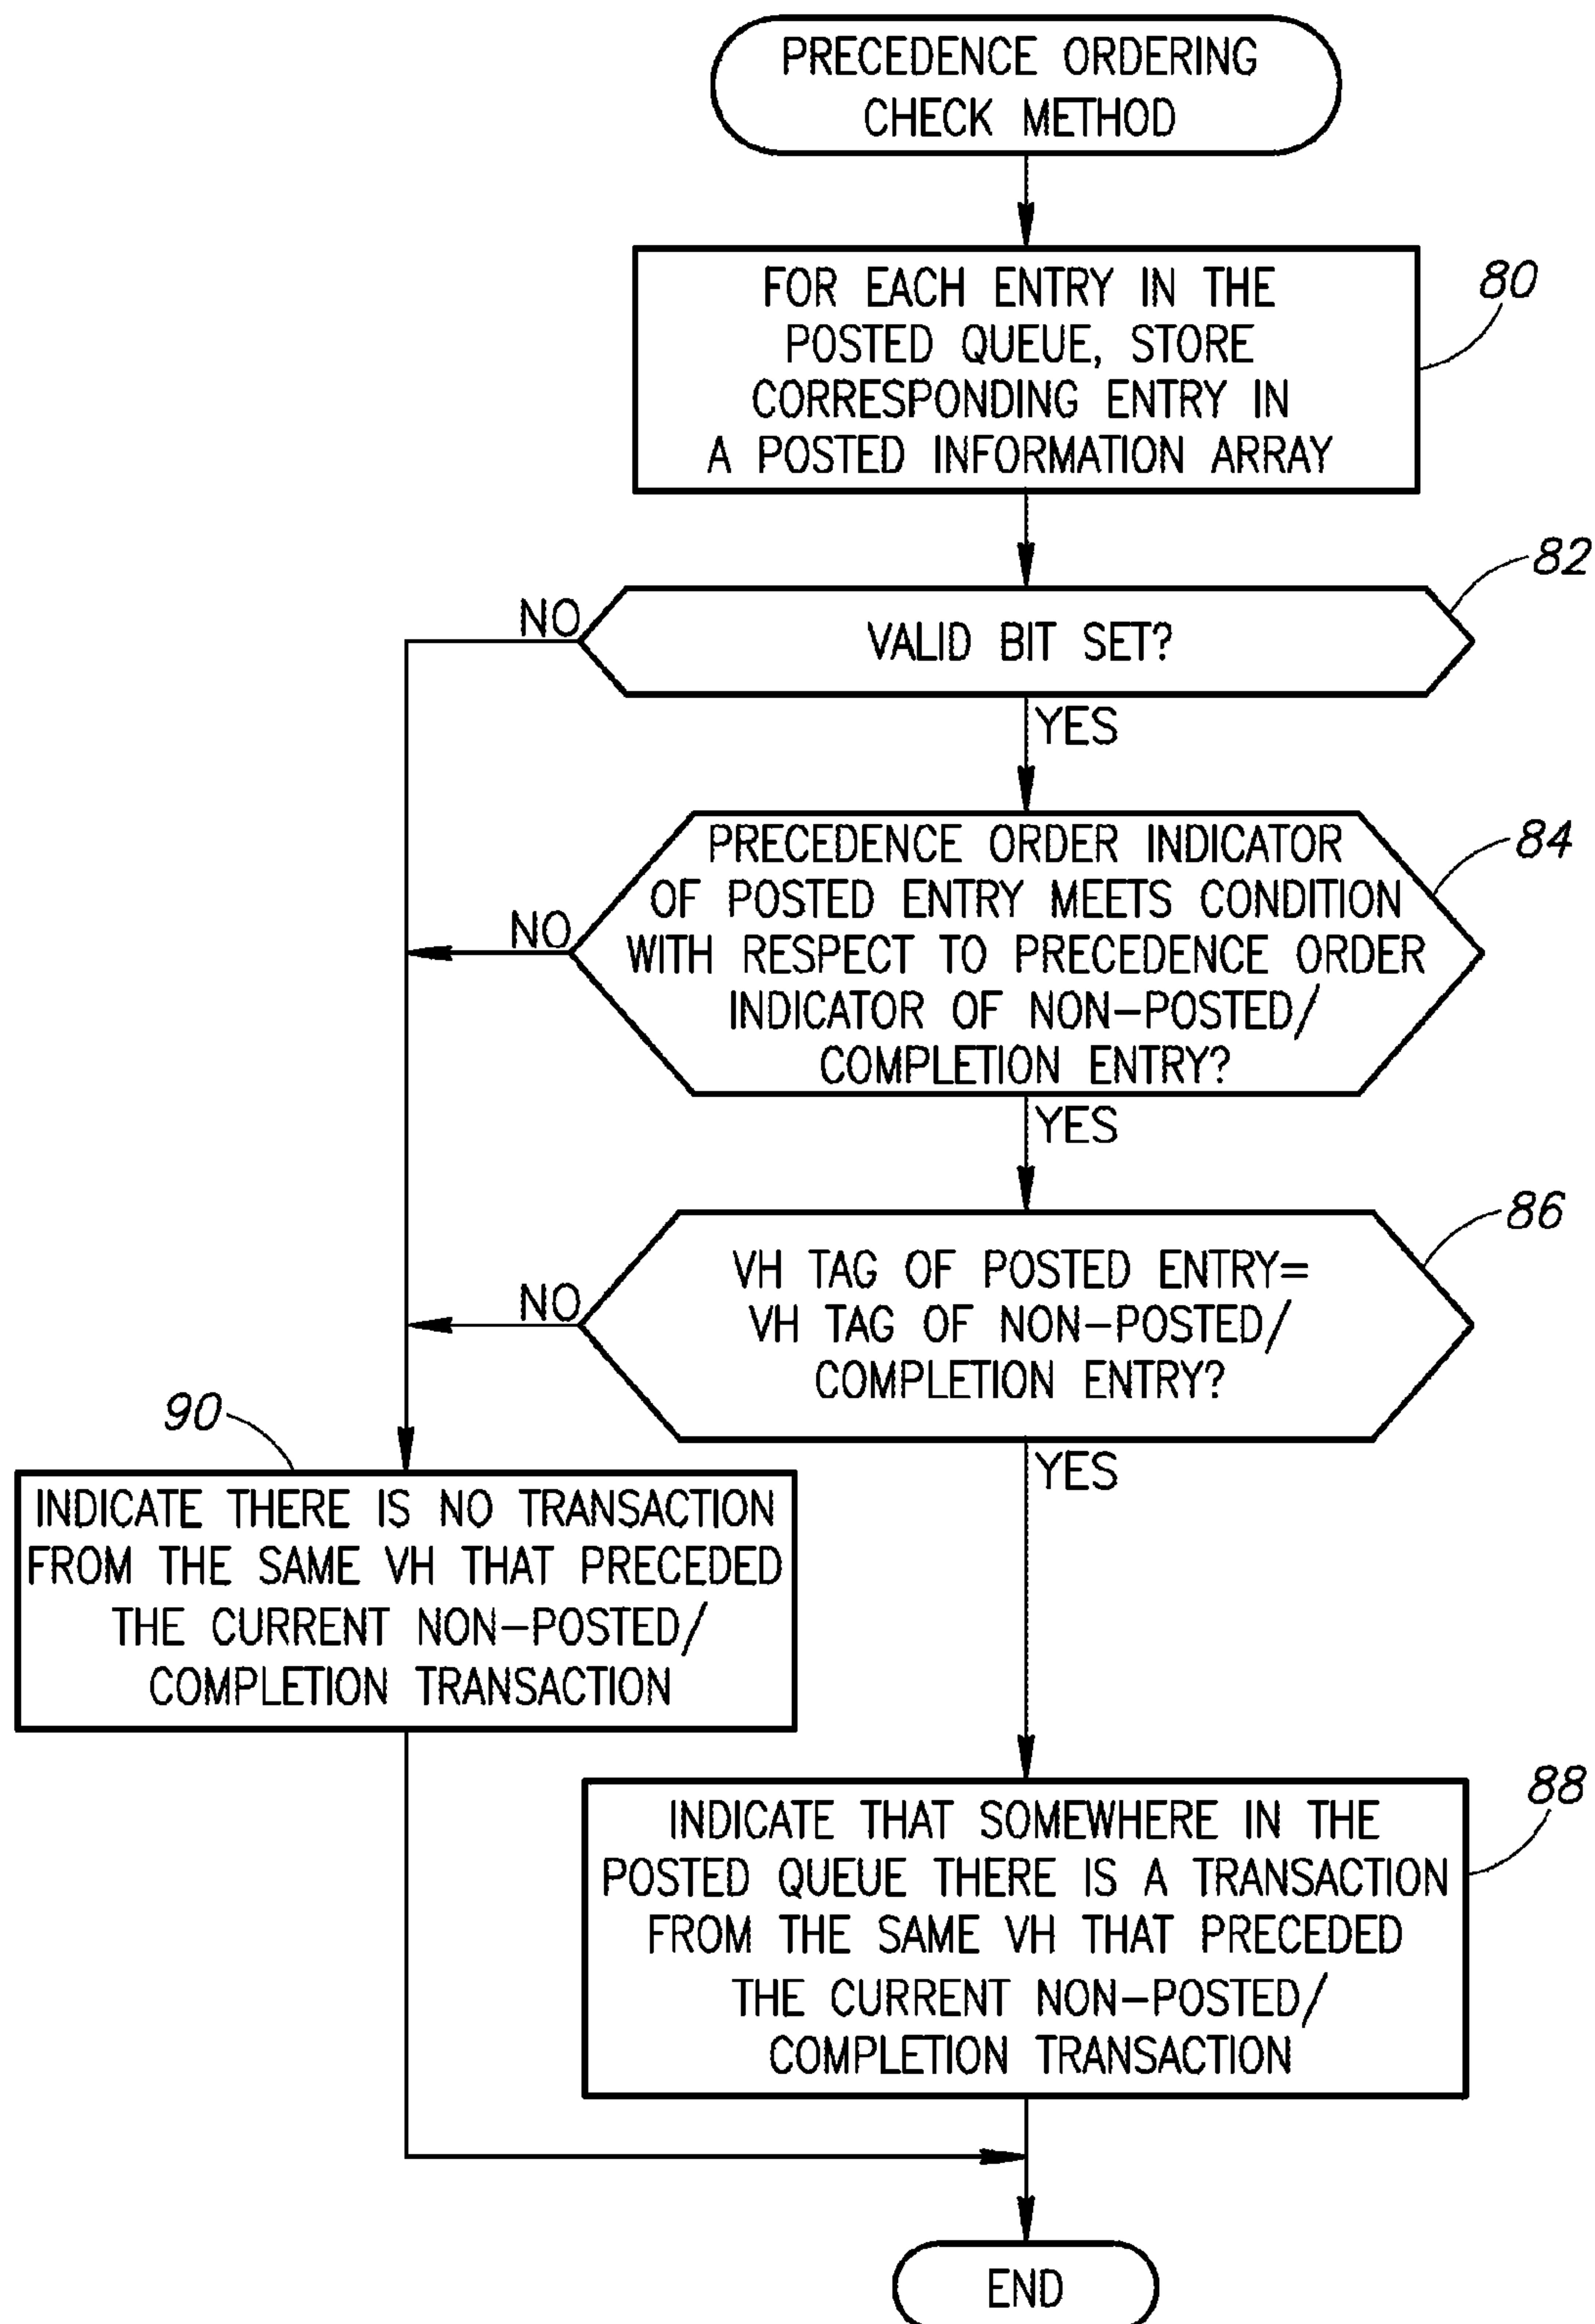 PRECEDENCE ORDERING
CHECK METHOD
FOR EACH ENTRY IN THE
POSTED QUEUE, STORE
CORRESPONDING ENTRY IN
A POSTED INFORMATION ARRAY
80
VALID BIT SET?
82
NO
YES
PRECEDENCE ORDER INDICATOR
OF POSTED ENTRY MEETS CONDITION
WITH RESPECT TO PRECEDENCE ORDER
INDICATOR OF NON-POSTED/
COMPLETION ENTRY?
84
NO
YES
VH TAG OF POSTED ENTRY=
VH TAG OF NON-POSTED/
COMPLETION ENTRY?
86
NO
YES
90
INDICATE THERE IS NO TRANSACTION
FROM THE SAME VH THAT PRECEDED
THE CURRENT NON-POSTED/
COMPLETION TRANSACTION
88
INDICATE THAT SOMEWHERE IN THE
POSTED QUEUE THERE IS A TRANSACTION
FROM THE SAME VH THAT PRECEDED
THE CURRENT NON-POSTED/
COMPLETION TRANSACTION
END